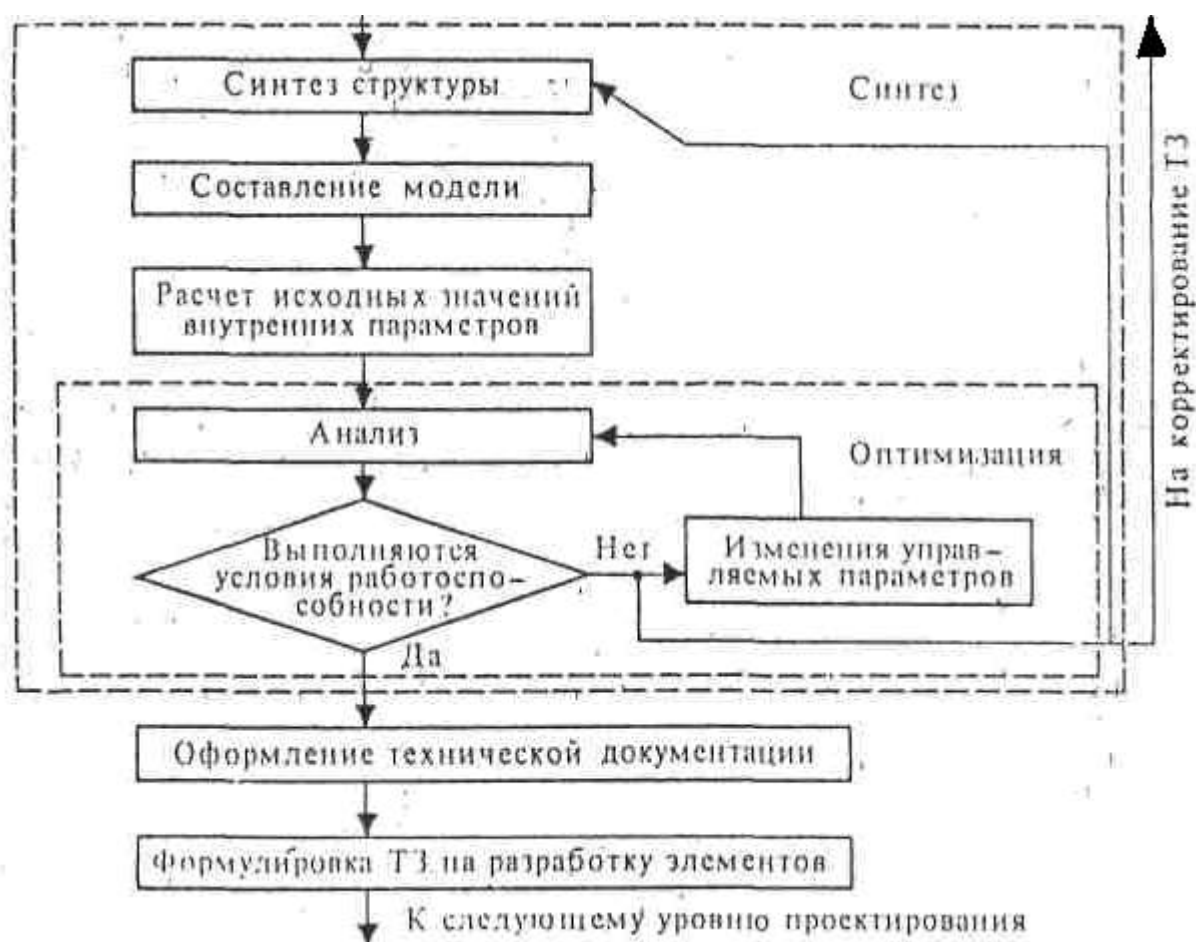 Синтез структуры
Синтез
Составление модели
Расчет исходных значений
внутренних параметров
На корректирование ТЗ
Анализ
Оптимизация
Выполняются
условия работоспо-
собности?
Нет
Изменения управ-
ляемых параметров
Да
Оформление технической документации
Формулировка ТЗ на разработку элементов
К следующему уровню проектирования